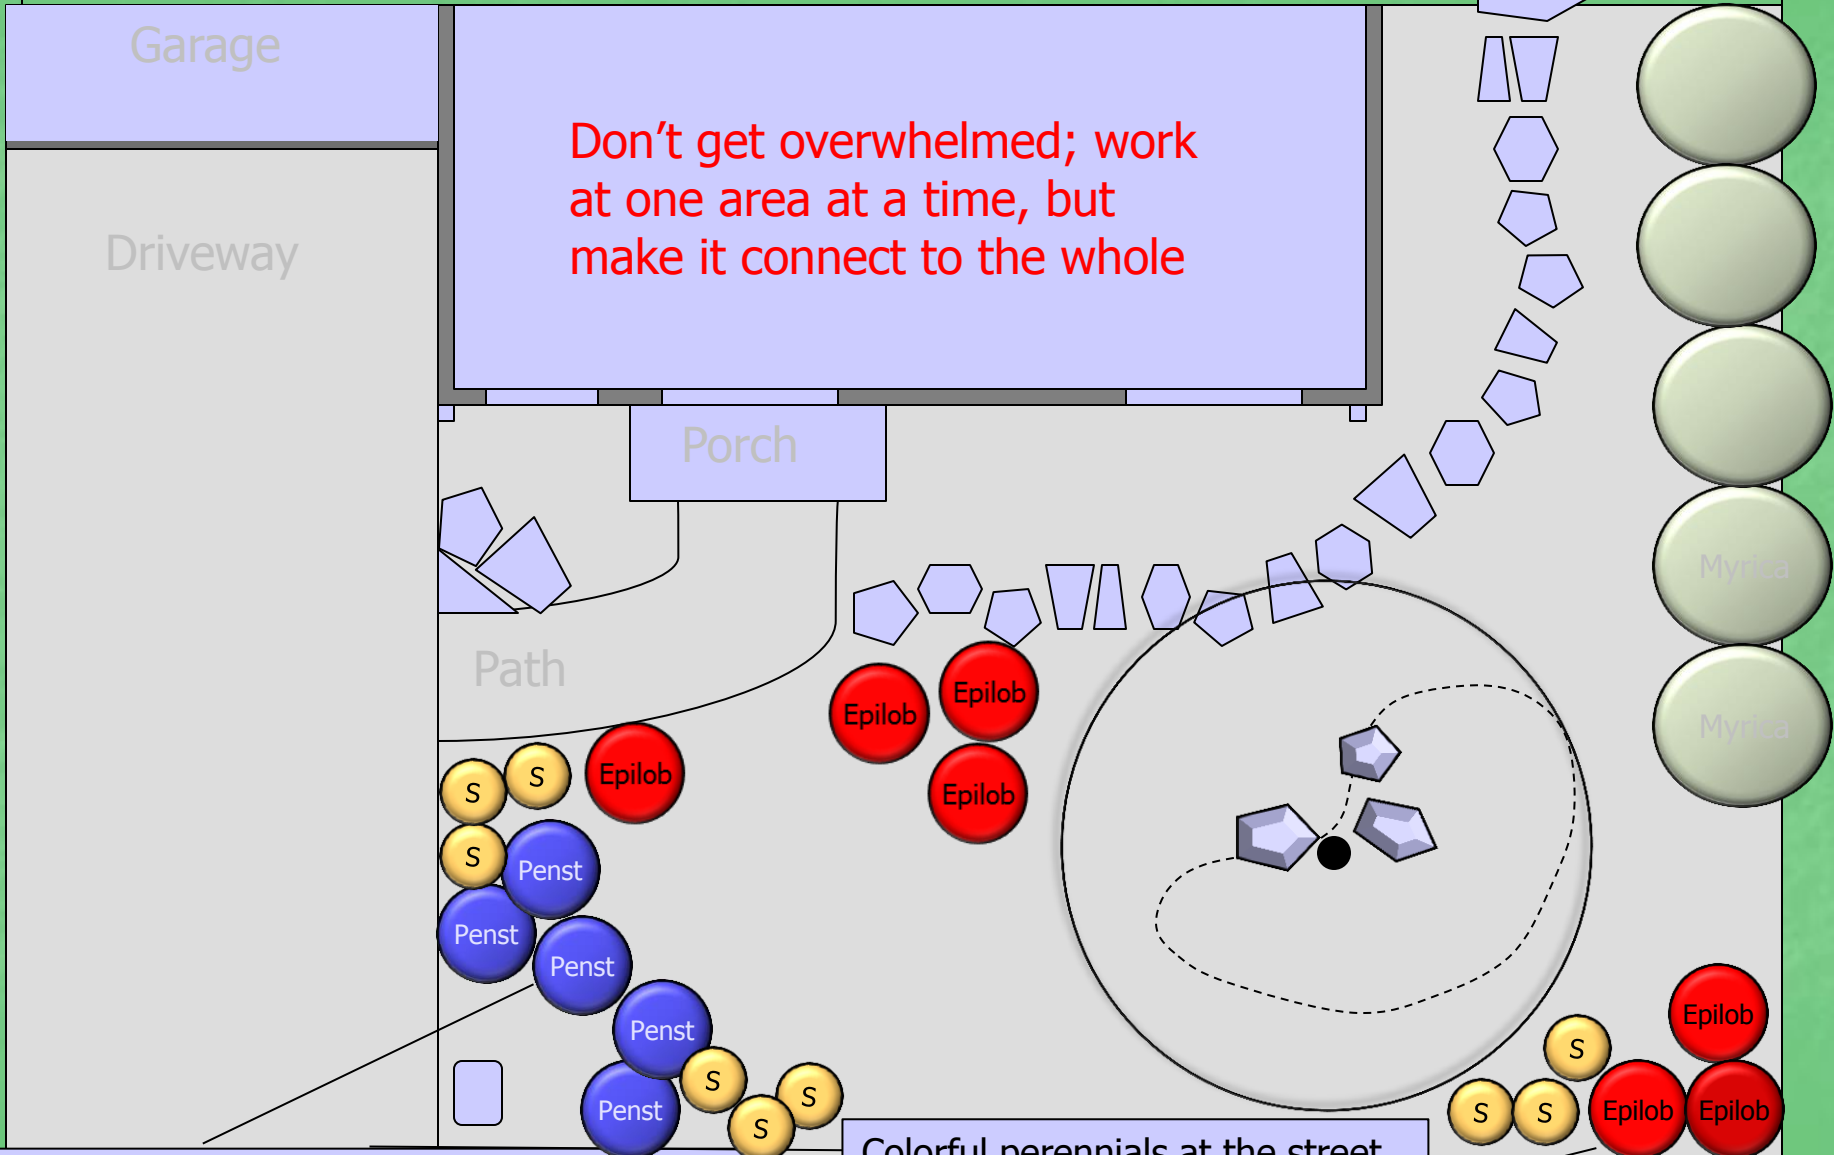 Garage
Don't get overwhelmed; work
at one area at a time, but
make it connect to the whole
Driveway
Porch
Myrica
Path
Epilob
Epilob
Myrica
S
S
Epilob
Epilob
S
Penst
Penst
Penst
Epilob
Penst
S
S
S
Penst
S
S
S
Epilob
Epilob
S
Colorful perennials at the street